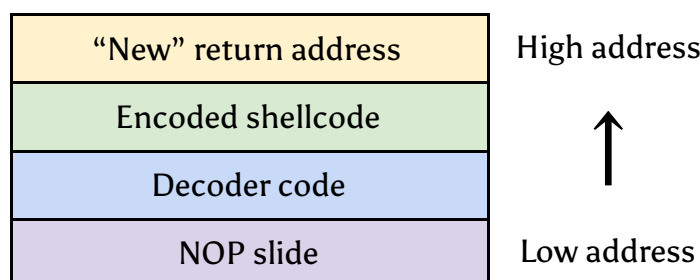 “New” return address
High address
Encoded shellcode
Decoder code
NOP slide
Low address